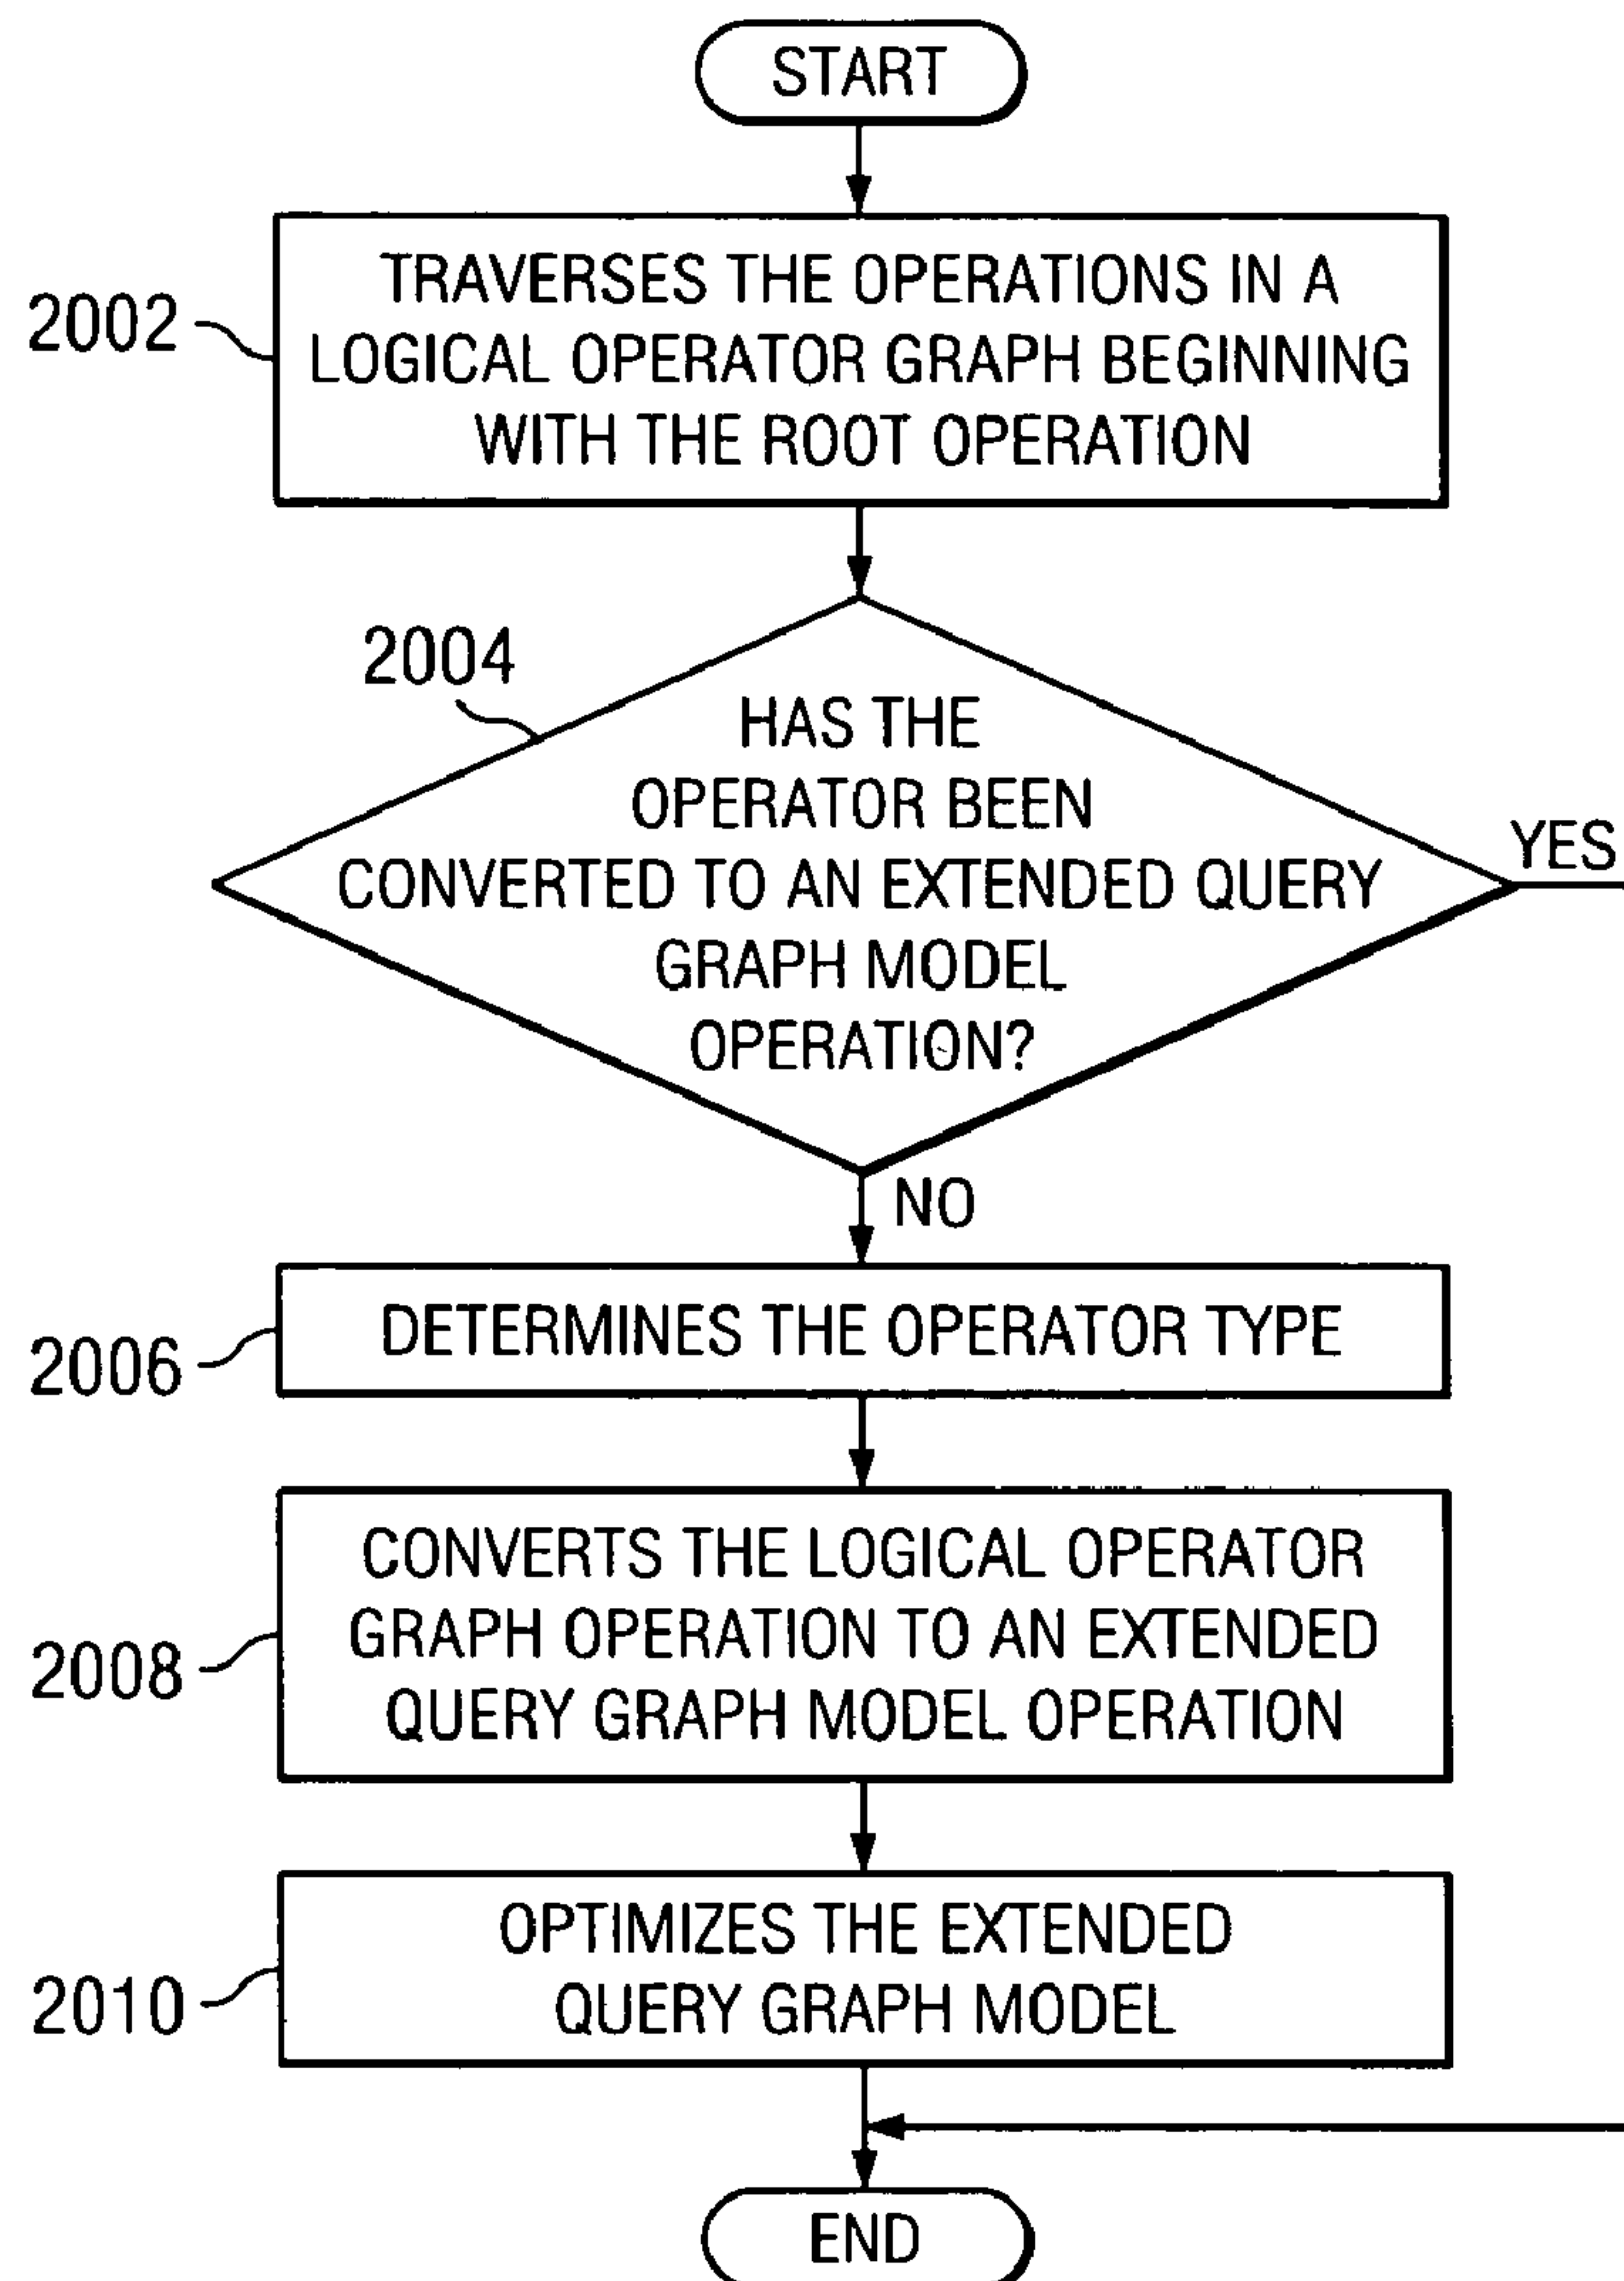 START
2002
TRAVERSES THE OPERATIONS IN A
LOGICAL OPERATOR GRAPH BEGINNING
WITH THE ROOT OPERATION
2004
HAS THE
OPERATOR BEEN
CONVERTED TO AN EXTENDED QUERY
GRAPH MODEL
OPERATION?
YES
NO
2006
DETERMINES THE OPERATOR TYPE
2008
CONVERTS THE LOGICAL OPERATOR
GRAPH OPERATION TO AN EXTENDED
QUERY GRAPH MODEL OPERATION
2010
OPTIMIZES THE EXTENDED
QUERY GRAPH MODEL
END